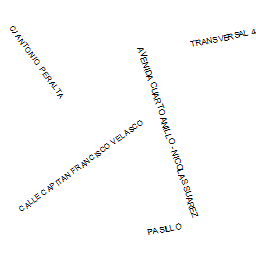 C/ ANTONIO PERALTA
TRANSVERSAL 4
AVENIDA CUARTO ANILLO - NICOLAS SUAREZ
CALLE CAPITAN FRANCISCO VELASCO
PASILLO